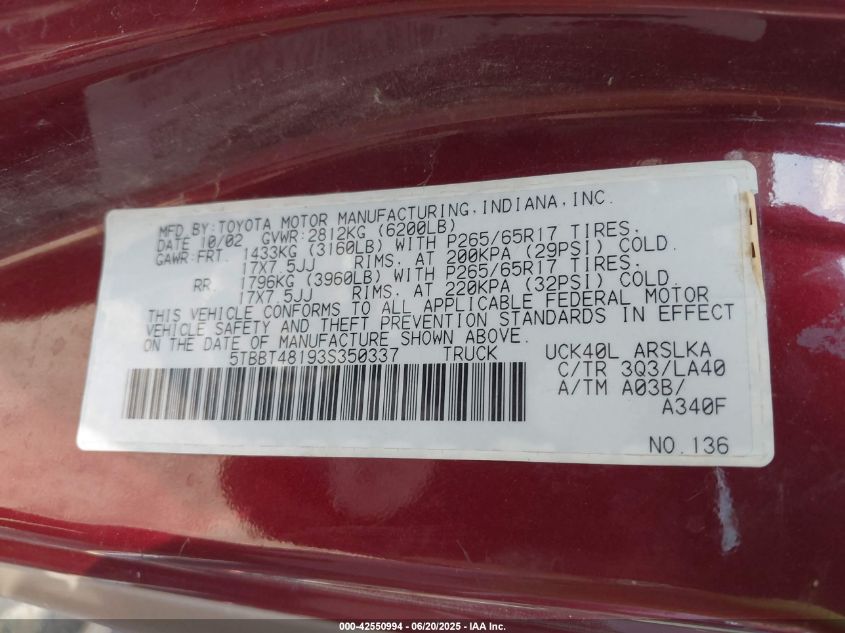 MFD.BY:TOYOTA MOTOR MANUFACTURING,INDIANA,INC.
DATE 10/02 GVWR:2812KG (6200LB)
GAWR:FRT. 1433KG (3160LB) WITH P265/65R17 TIRES.
17X7.5JJ RIMS. AT 200KPA (29PSI) COLD.
RR. 1796KG (3960LB) WITH P265/65R17 TIRES.
17X7.5JJ RIMS. AT 220KPA (32PSI) COLD.
THIS VEHICLE CONFORMS TO ALL APPLICABLE FEDERAL MOTOR
VEHICLE SAFETY AND THEFT PREVENTION STANDARDS IN EFFECT
ON THE DATE OF MANUFACTURE SHOWN ABOVE.
5TBBT48193S350337 TRUCK UCK40L ARSLKA
C/TR 3Q3/LA40
A/TM A03B/
A340F
NO.136
000-42550994 - 06/20/2025 - IAA Inc.